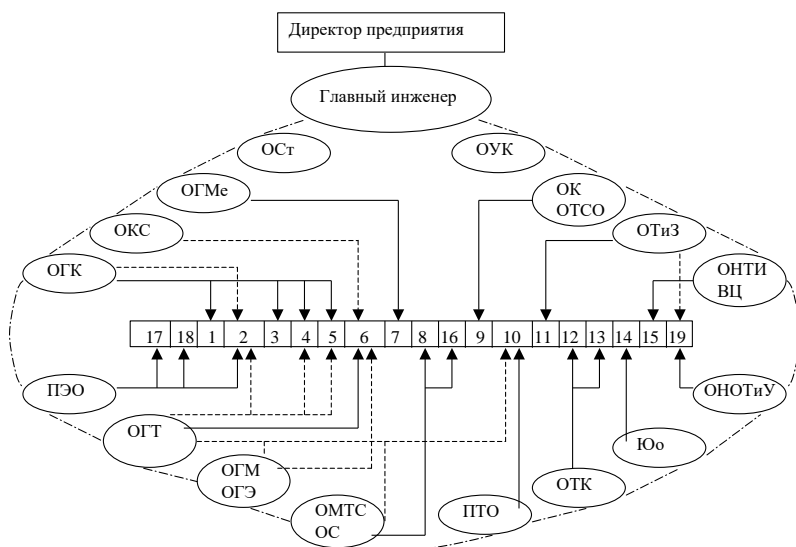 Директор предприятия
Главный инженер
ОСт
ОУК
ОГМе
ОК
ОТСО
ОКС
ОТиЗ
ОГК
ОНТИ
ВЦ
17 18 1 2 3 4 5 6 7 8 16 9 10 11 12 13 14 15 19
ПЭО
ОНОТиУ
ОГТ
Юо
ОГМ
ОГЭ
ОТК
ОМТС
ОС
ПТО